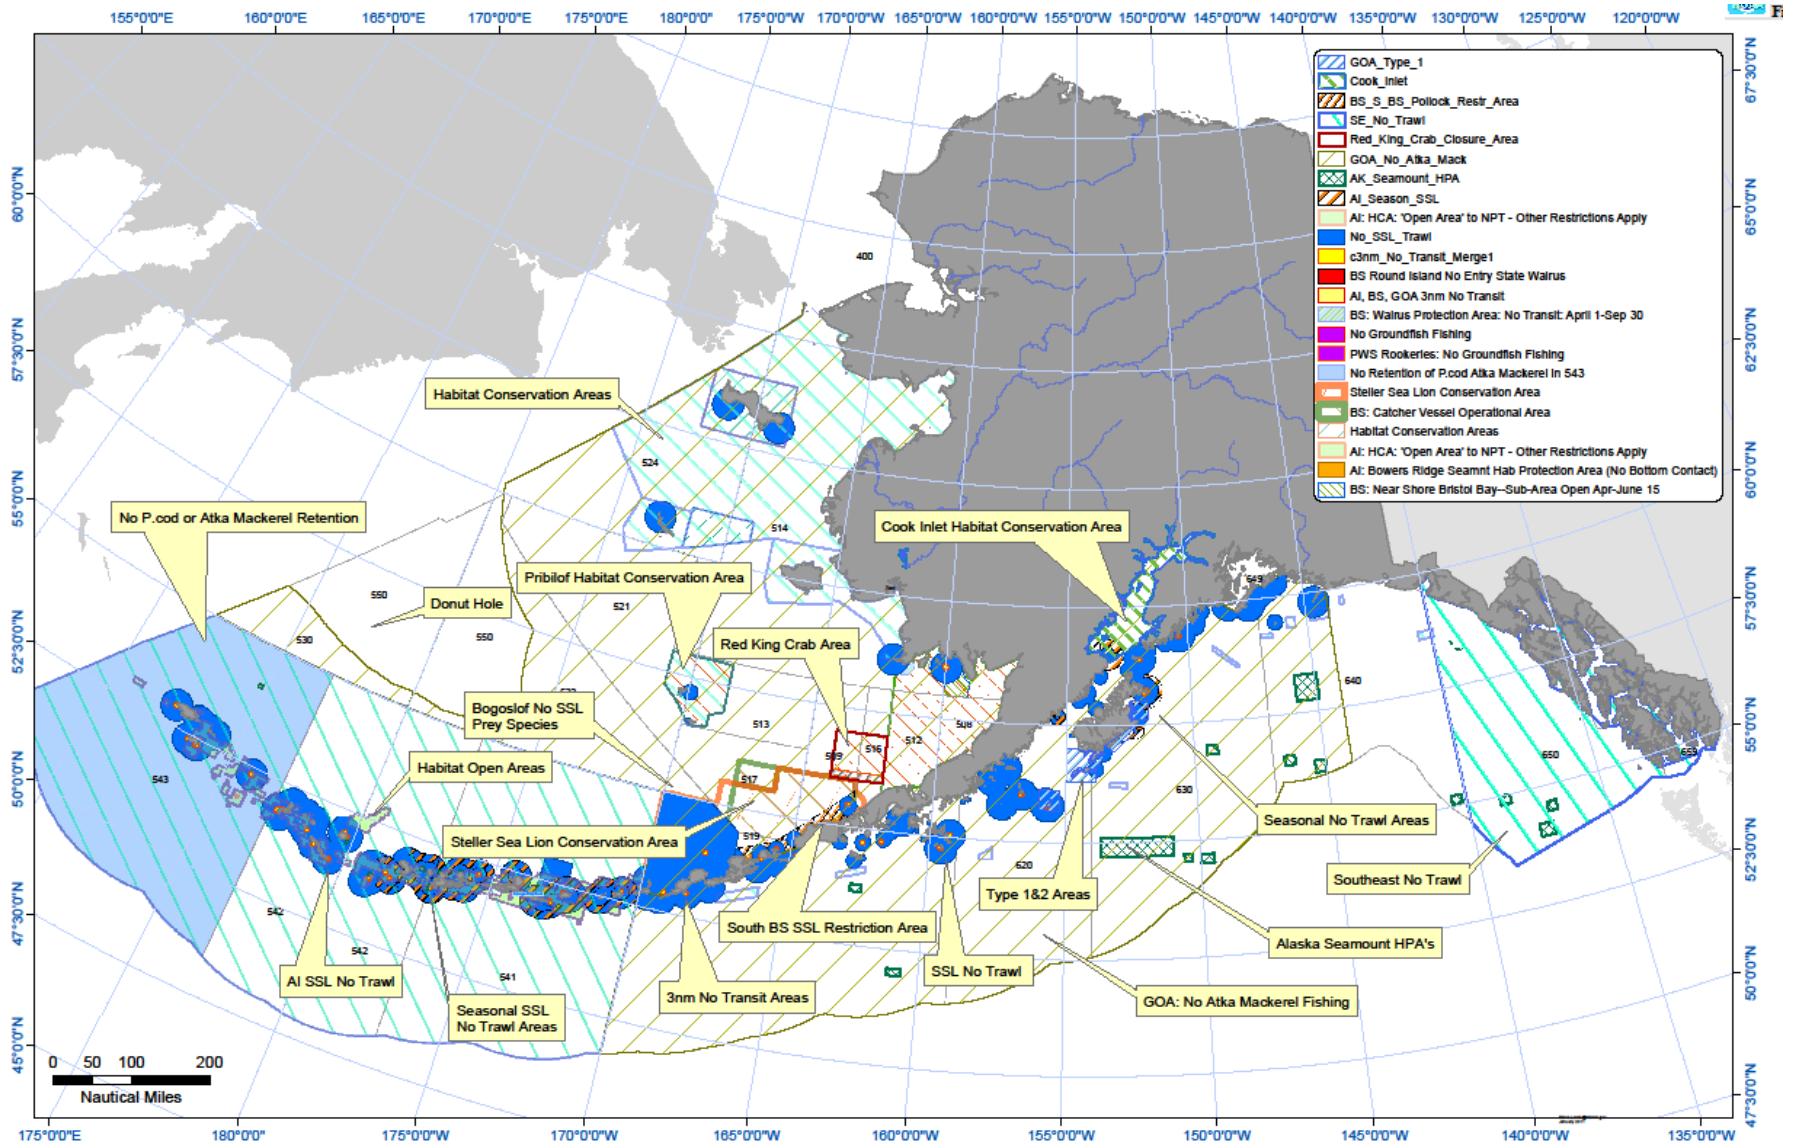 155°0'0"W
160°0'0"E
165°0'0"W
170°0'0"W
175°0'0"W
180°0'0"
175°0'0"W
170°0'0"W
165°0'0"W
160°0'0"W
155°0'0"W
150°0'0"W
145°0'0"W
140°0'0"W
135°0'0"W
130°0'0"W
125°0'0"W
120°0'0"W
GOA_Type_1
Cook_Inlet
BS_S_BS_Pollock_Restr_Area
SE_No_Trawl
Red_King_Crab_Closure_Area
GOA_No_Atka_Mack
AK_Seamount_HPA
AI_Season_SSL
AI: HCA: 'Open Area' to NPT - Other Restrictions Apply
No_SSL_Trawl
c3nm_No_Transit_Merge1
BS Round Island No Entry State Walrus
AI, BS, GOA 3nm No Transit
BS: Walrus Protection Area: No Transit: April 1-Sep 30
No Groundfish Fishing
PWS Rookeries: No Groundfish Fishing
No Retention of P.cod Atka Mackerel in 543
Steller Sea Lion Conservation Area
BS: Catcher Vessel Operational Area
Habitat Conservation Areas
AI: HCA: 'Open Area' to NPT - Other Restrictions Apply
AI: Bowers Ridge Seamnt Hab Protection Area (No Bottom Contact)
BS: Near Shore Bristol Bay--Sub-Area Open Apr-June 15
60°0'0"N
57°30'0"N
55°0'0"N
52°30'0"N
50°0'0"N
47°30'0"N
45°0'0"N
67°30'0"N
65°0'0"N
62°30'0"N
60°0'0"N
57°30'0"N
55°0'0"N
52°30'0"N
50°0'0"N
47°30'0"N
400
Habitat Conservation Areas
524
No P.cod or Atka Mackerel Retention
514
Cook Inlet Habitat Conservation Area
Pribilof Habitat Conservation Area
649
550
Donut Hole
521
530
550
Red King Crab Area
640
Bogoslof No SSL
Prey Species
513
508
512
516
509
650
659
Habitat Open Areas
543
517
630
Seasonal No Trawl Areas
Steller Sea Lion Conservation Area
519
620
Southeast No Trawl
Type 1&2 Areas
542
South BS SSL Restriction Area
Alaska Seamount HPA's
542
541
AI SSL No Trawl
SSL No Trawl
3nm No Transit Areas
GOA: No Atka Mackerel Fishing
Seasonal SSL
No Trawl Areas
0 50 100 200
Nautical Miles
175°0'0"E
180°0'0"
175°0'0"W
170°0'0"W
165°0'0"W
160°0'0"W
155°0'0"W
150°0'0"W
145°0'0"W
140°0'0"W
135°0'0"W